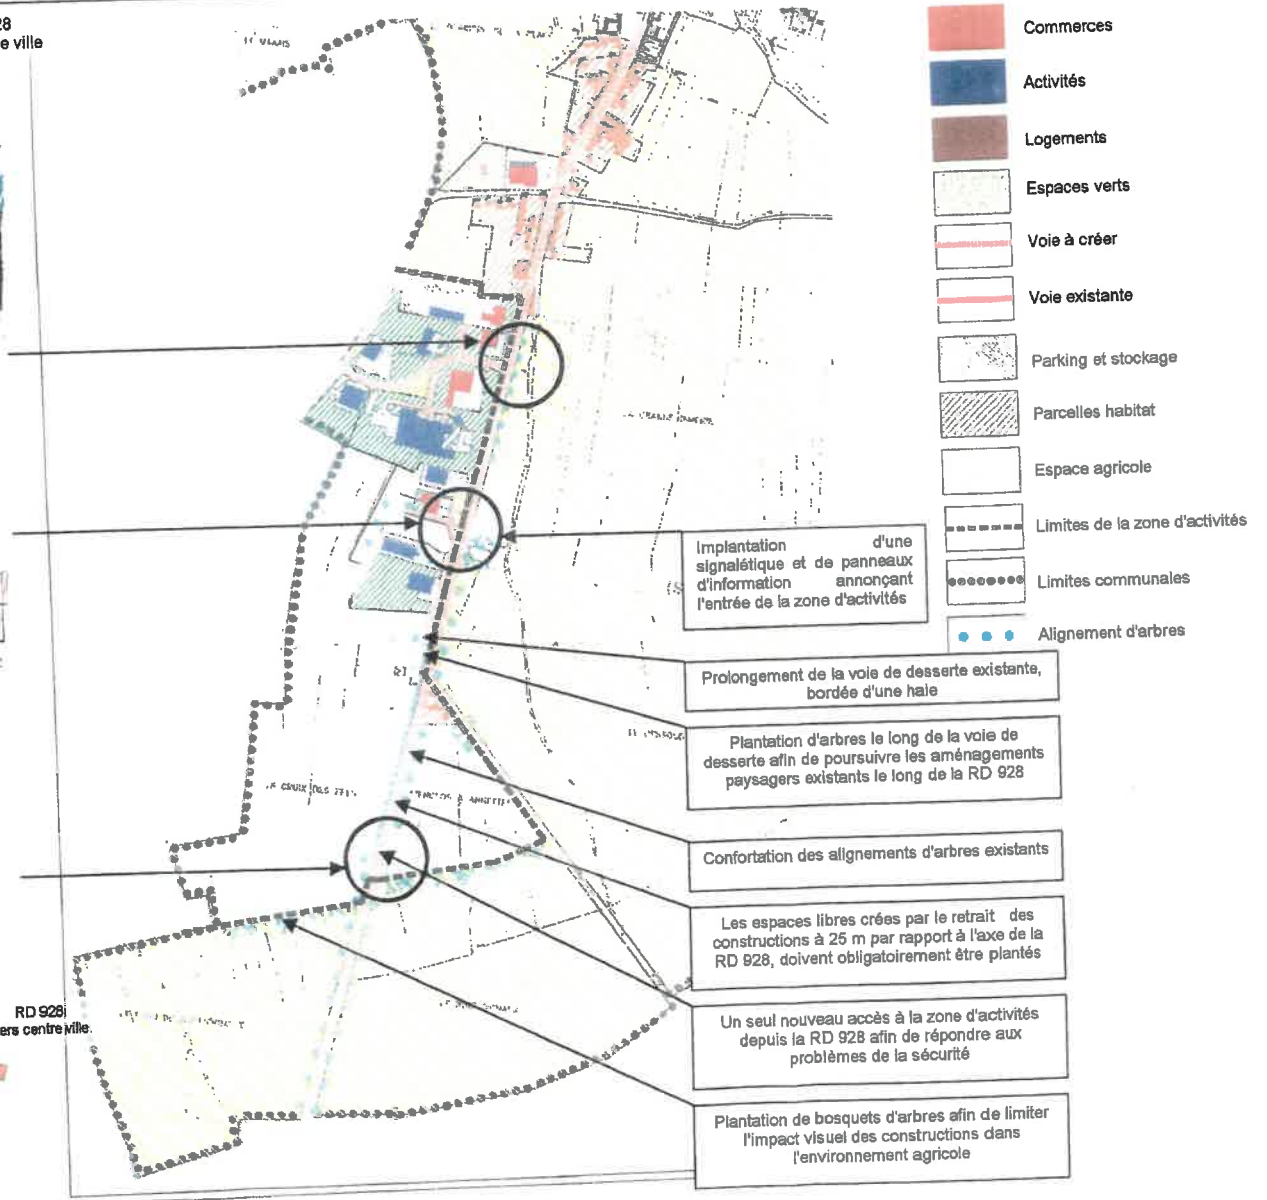 28
e ville
Commerces
Activités
Logements
Espaces verts
Voie à créer
Voie existante
Parking et stockage
Parcelles habitat
Espace agricole
Limites de la zone d'activités
Limites communales
Alignement d'arbres
Implantation d'une
signalétique et de panneaux
d'information annonçant
l'entrée de la zone d'activités
Prolongement de la voie de desserte existante,
bordée d'une haie
Plantation d'arbres le long de la voie de
desserte afin de poursuivre les aménagements
paysagers existants le long de la RD 928
Confortation des alignements d'arbres existants
Les espaces libres crées par le retrait des
constructions à 25 m par rapport à l'axe de la
RD 928, doivent obligatoirement être plantés
Un seul nouveau accès à la zone d'activités
depuis la RD 928 afin de répondre aux
problèmes de la sécurité
Plantation de bosquets d'arbres afin de limiter
l'impact visuel des constructions dans
l'environnement agricole
RD 928
ers centre ville